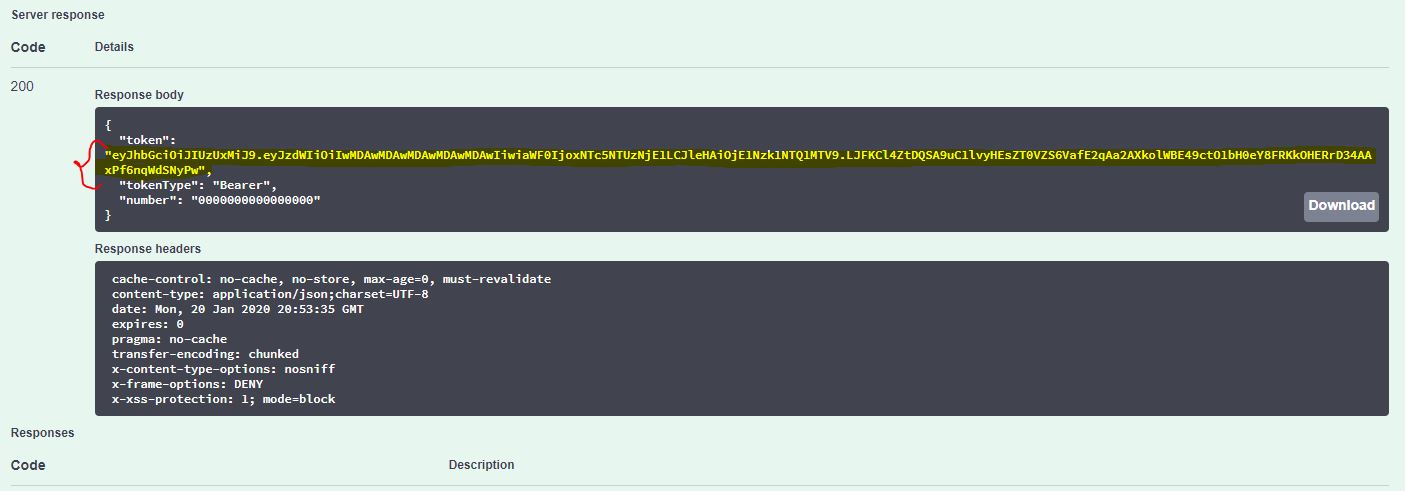 Server response
Code Details
200
Response body
{
"token":
"eyJhbGciOiJIUzUxMiJ9.eyJzdWIiOiIwMDAwMDAwMDAwMDAwMDAwIiwiaWF0IjoxNTc5NTUzNjE1LCJleHAiOjE1Nzk1NTQ1MTV9.LJFKCl4ZtDQSA9uC1lvyHEsZT0VZS6VafE2qAa2AXkolWBE49ctO1bH0eY8FRKkOHERrD34AA
xPf6nqWdSNyPw",
"tokenType": "Bearer",
"number": "0000000000000000"
}
Download
Response headers
cache-control: no-cache, no-store, max-age=0, must-revalidate
content-type: application/json;charset=UTF-8
date: Mon, 20 Jan 2020 20:53:35 GMT
expires: 0
pragma: no-cache
transfer-encoding: chunked
x-content-type-options: nosniff
x-frame-options: DENY
x-xss-protection: 1; mode=block
Responses
Code Description